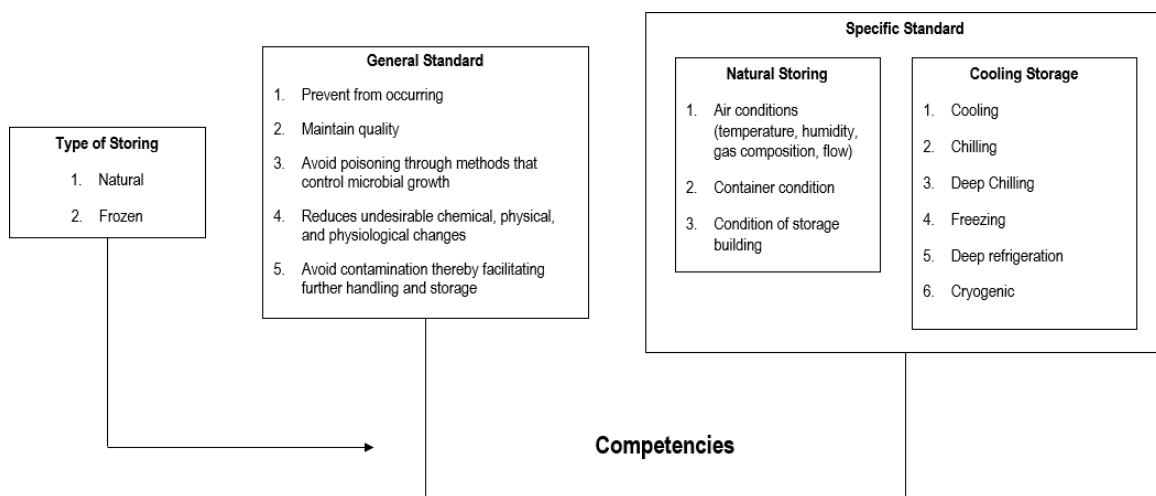 Type of Storing
1. Natural
2. Frozen
General Standard
1. Prevent from occurring
2. Maintain quality
3. Avoid poisoning through methods that
control microbial growth
4. Reduces undesirable chemical, physical,
and physiological changes
5. Avoid contamination thereby facilitating
further handling and storage
Specific Standard
Natural Storing
1. Air conditions
(temperature, humidity,
gas composition, flow)
2. Container condition
3. Condition of storage
building
Cooling Storage
1. Cooling
2. Chilling
3. Deep Chilling
4. Freezing
5. Deep refrigeration
6. Cryogenic
Competencies